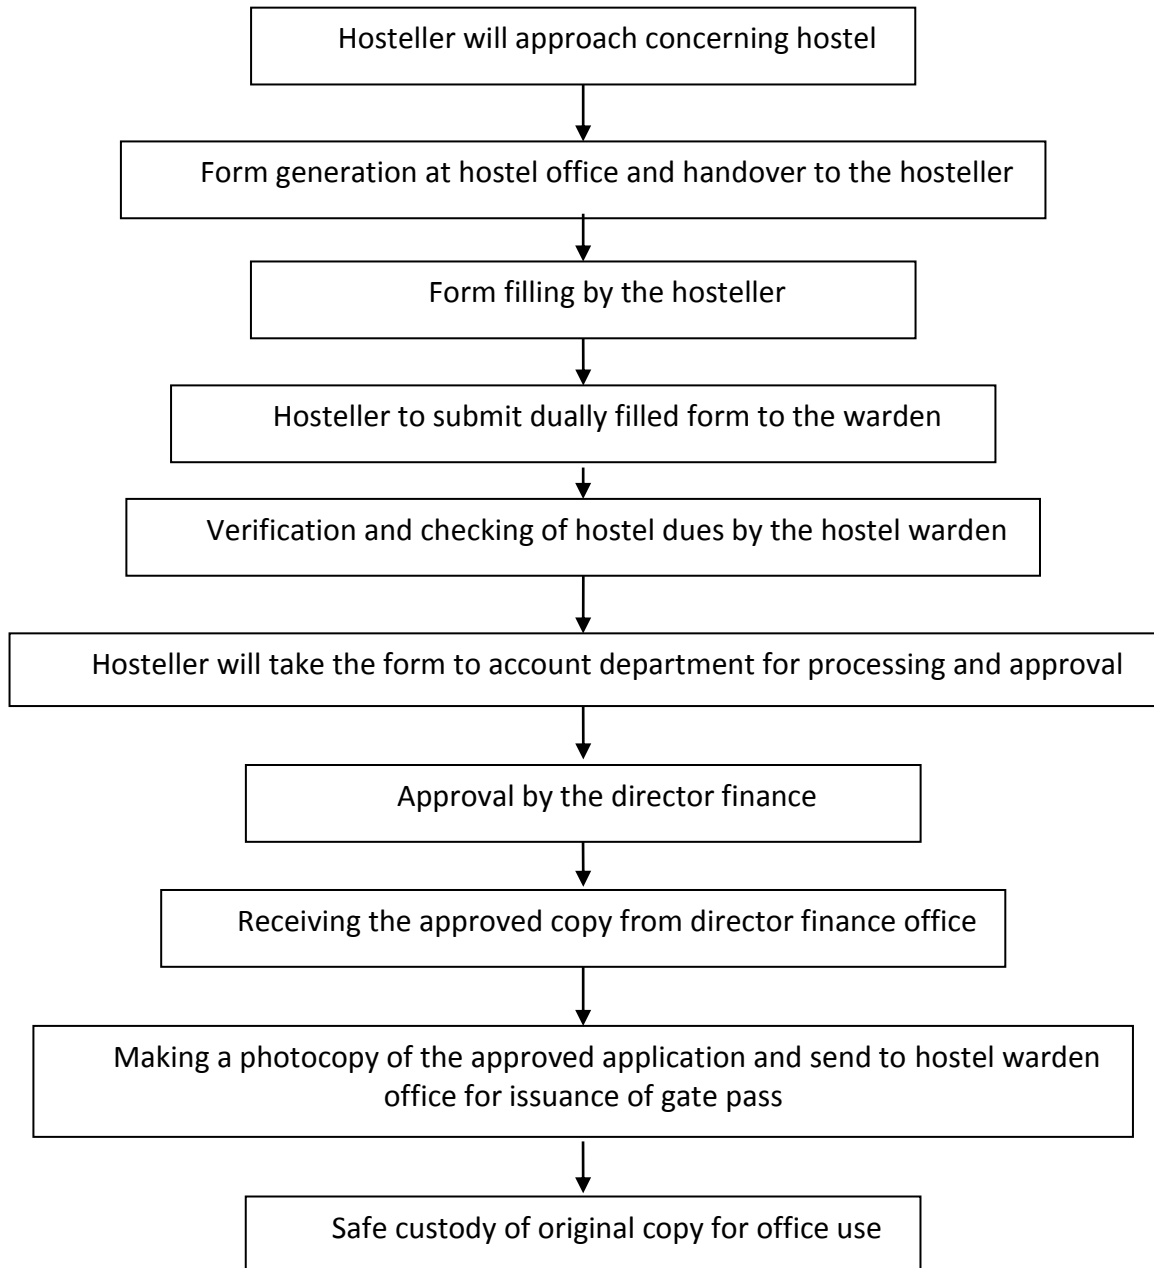 Hosteller will approach concerning hostel
Form generation at hostel office and handover to the hosteller
Form filling by the hosteller
Hosteller to submit dually filled form to the warden
Verification and checking of hostel dues by the hostel warden
Hosteller will take the form to account department for processing and approval
Approval by the director finance
Receiving the approved copy from director finance office
Making a photocopy of the approved application and send to hostel warden
office for issuance of gate pass
Safe custody of original copy for office use